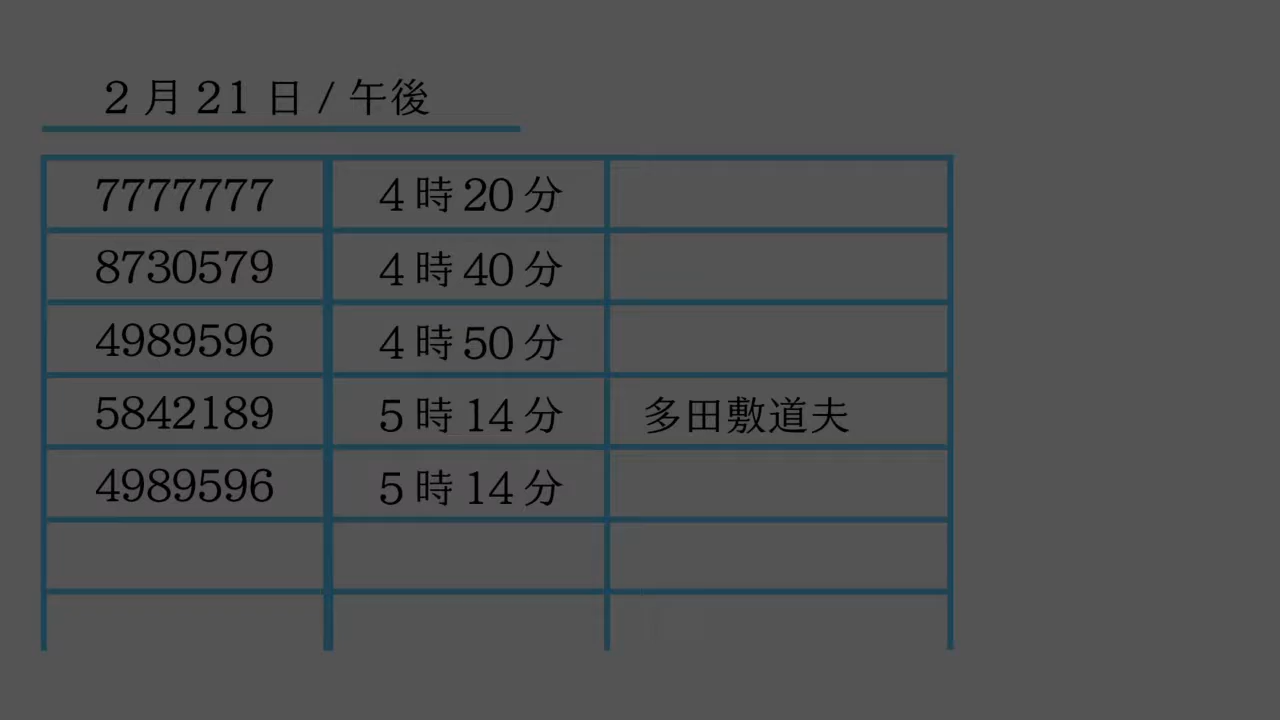 2月21日/午後
7777777 4時20分
8730579 4時40分
4989596 4時50分
5842189 5時14分 多田敷道夫
4989596 5時14分